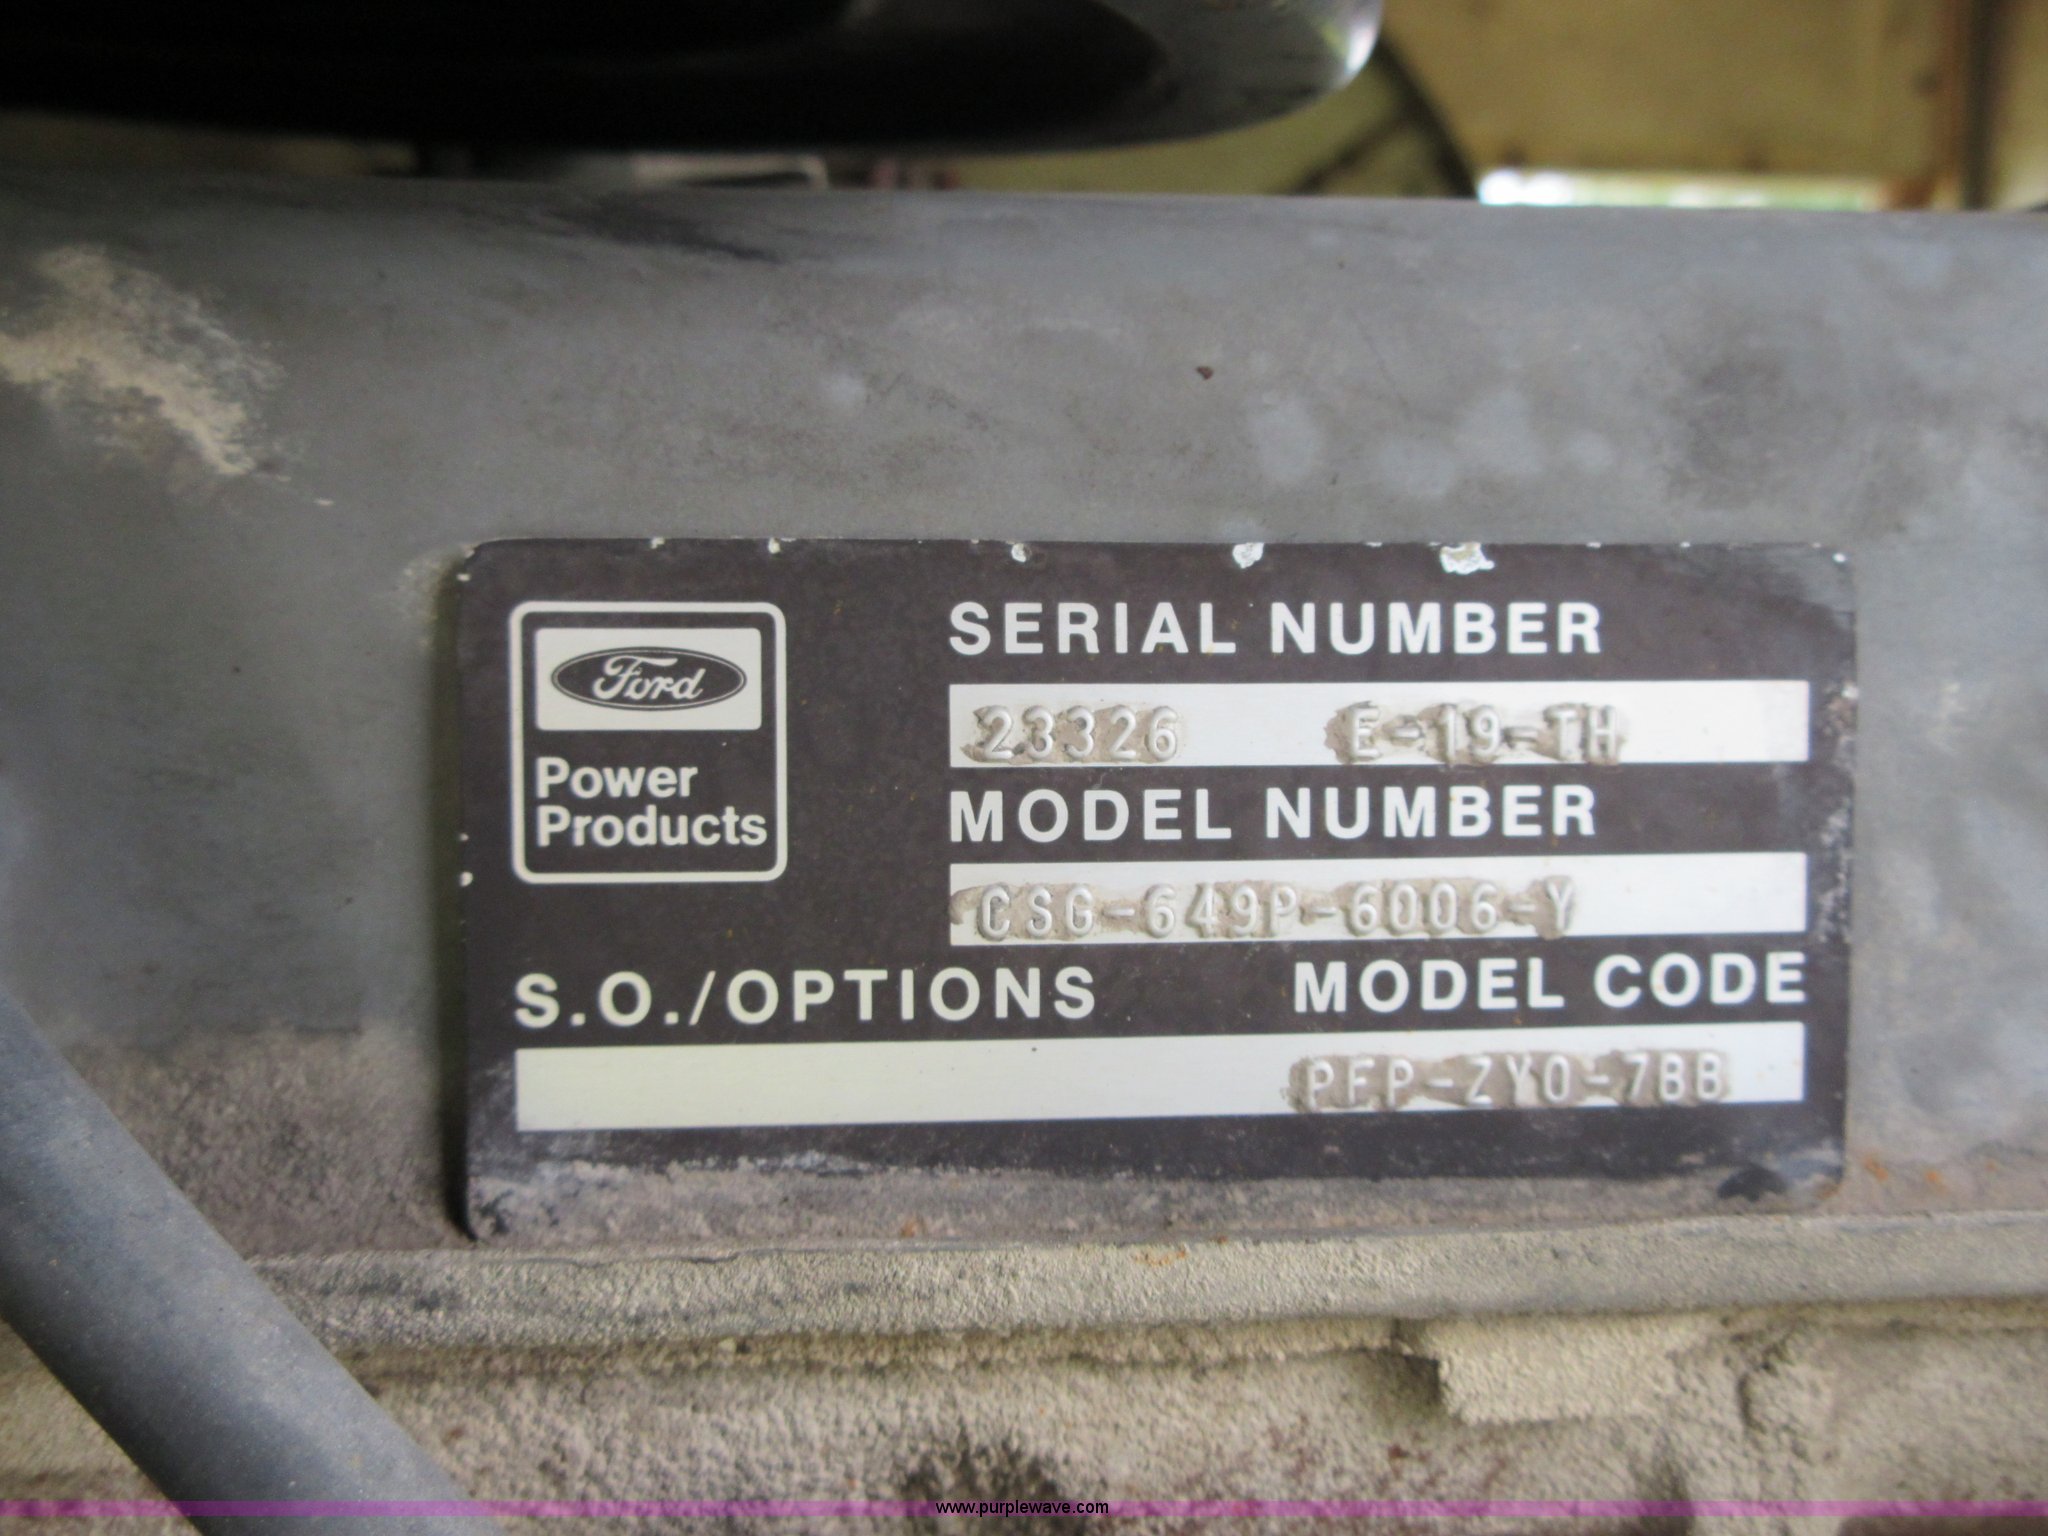 Ford
Power
Products
SERIAL NUMBER
23326 E-19-TH
MODEL NUMBER
CSG-649P-6006-Y
S.O./OPTIONS MODEL CODE
PFP-ZYO-7BB
www.purplewave.com